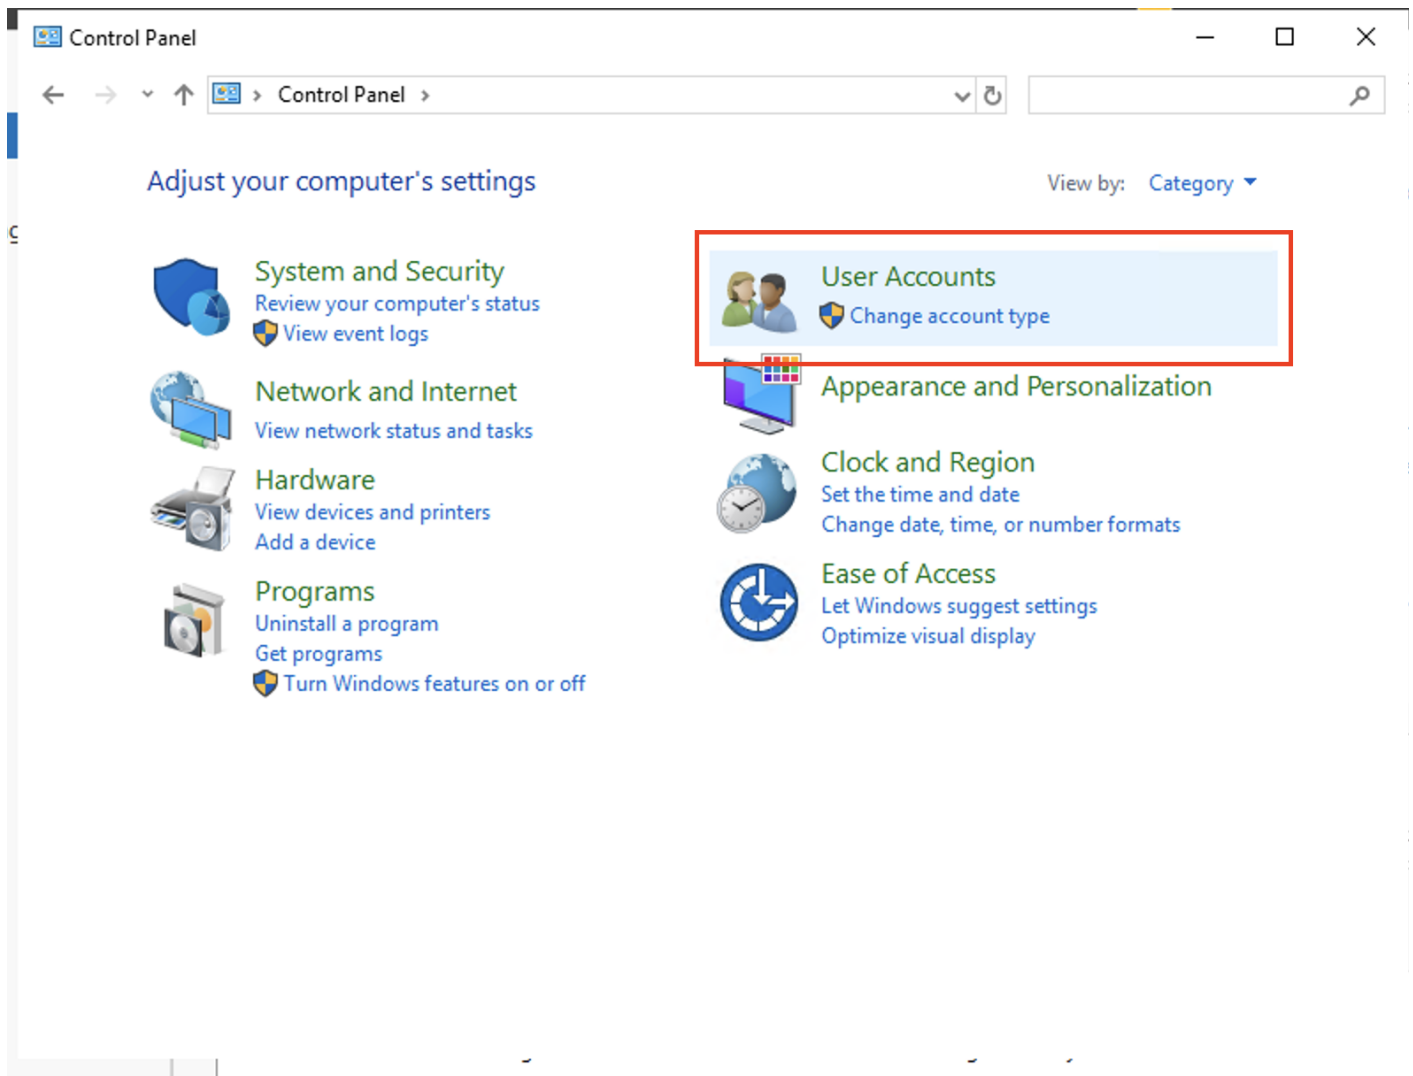 Control Panel
Control Panel
Adjust your computer's settings
View by: Category
System and Security
Review your computer's status
View event logs
Network and Internet
View network status and tasks
Hardware
View devices and printers
Add a device
Programs
Uninstall a program
Get programs
Turn Windows features on or off
User Accounts
Change account type
Appearance and Personalization
Clock and Region
Set the time and date
Change date, time, or number formats
Ease of Access
Let Windows suggest settings
Optimize visual display